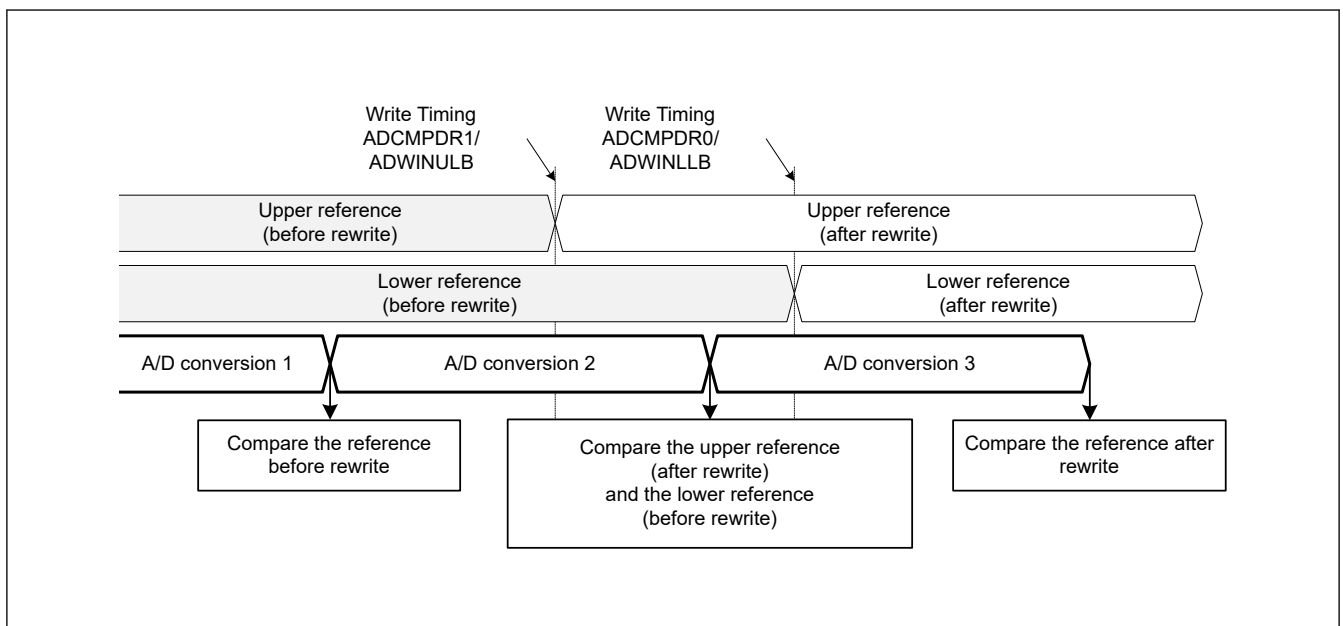 Write Timing
ADCMPDR1/
ADWINULB
Write Timing
ADCMPDR0/
ADWINLLB
Upper reference
(before rewrite)
Upper reference
(after rewrite)
Lower reference
(before rewrite)
Lower reference
(after rewrite)
A/D conversion 1
A/D conversion 2
A/D conversion 3
Compare the reference
before rewrite
Compare the upper reference
(after rewrite)
and the lower reference
(before rewrite)
Compare the reference after
rewrite